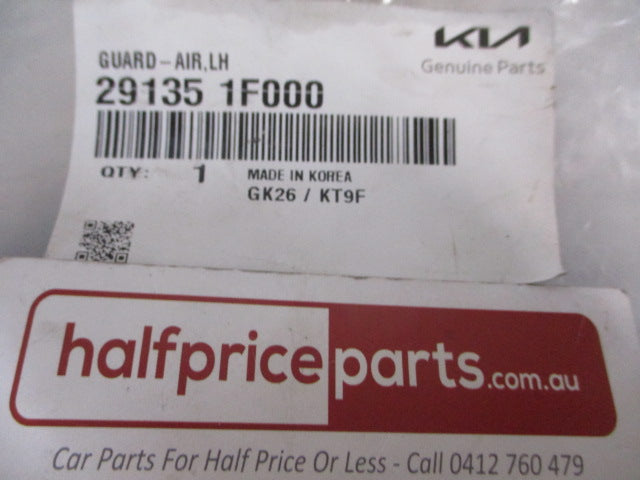 KIA
Genuine Parts
GUARD-AIR,LH
29135 1F000
QTY: 1 MADE IN KOREA
GK26 / KT9F
halfpriceparts.com.au
Car Parts For Half Price Or Less - Call 0412 760 479